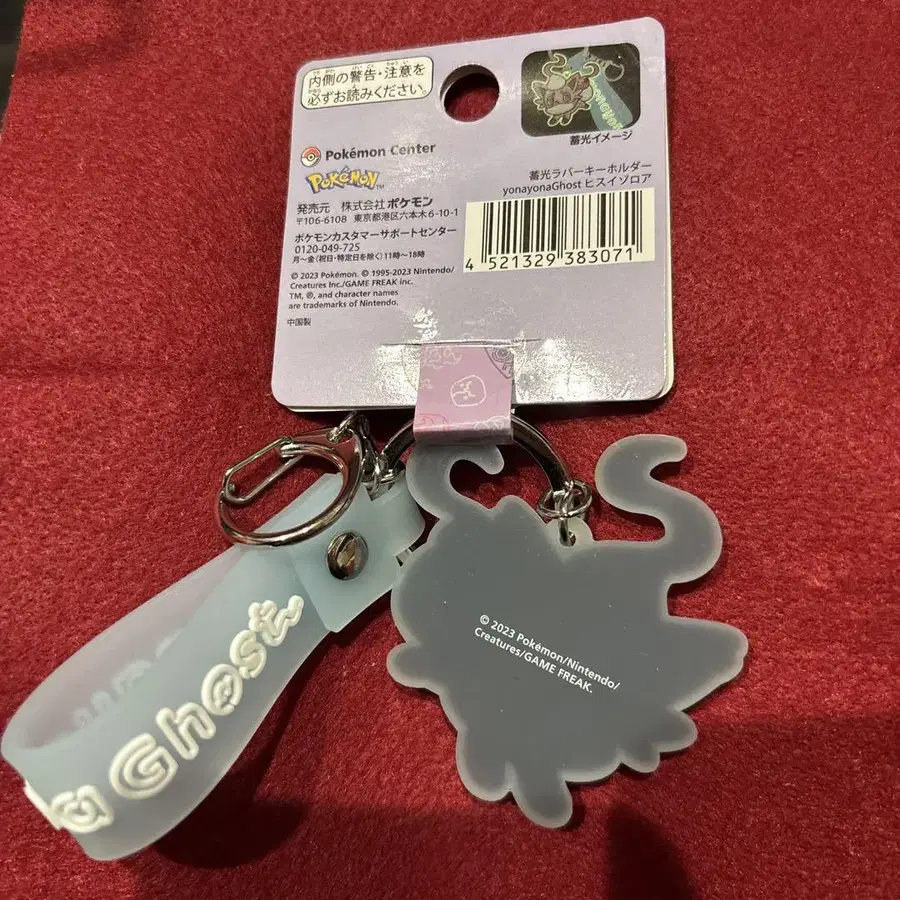 内側の警告・注意を
必ずお読みください。
Pokémon Center
POKÉMON™
発売元 株式会社 ポケモン
〒106-6108 東京都港区六本木6-10-1
ポケモンカスタマーサポートセンター
0120-049-725
月〜金(祝日・特定日を除く)11時〜18時
© 2023 Pokémon. © 1995-2023 Nintendo/
Creatures Inc./GAME FREAK inc.
TM, ®, and character names
are trademarks of Nintendo.
中国製
蓄光イメージ
蓄光ラバーキーホルダー
yonayonaGhost ヒスイゾロア
4 521329 383071
Ghost
© 2023 Pokémon/Nintendo/
Creatures/GAME FREAK.